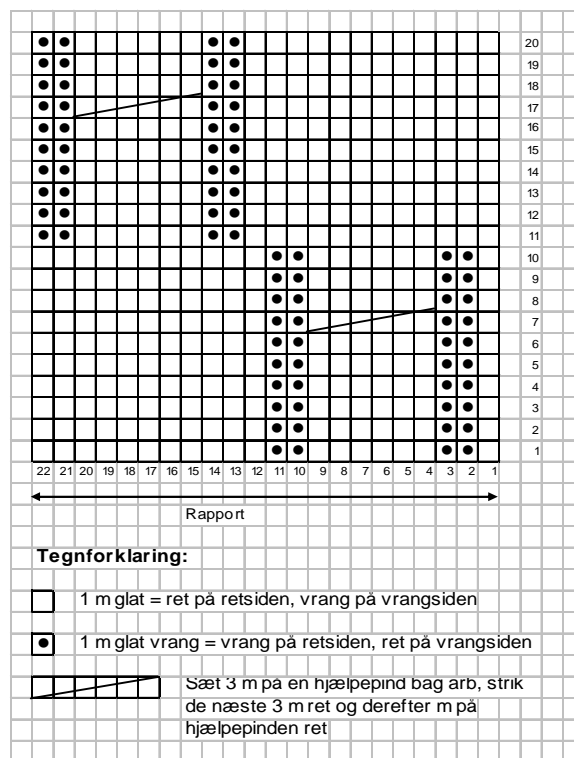 20
19
18
17
16
15
14
13
12
11
10
9
8
7
6
5
4
3
2
1
22 21 20 19 18 17 16 15 14 13 12 11 10 9 8 7 6 5 4 3 2 1
Rapport
Tegnforklaring:
1 m glat = ret på retsiden, vrang på vrangsiden
1 m glat vrang = vrang på retsiden, ret på vrangsiden
Sæt 3 m på en hjælpepind bag arb, strik
de næste 3 m ret og derefter m på
hjælpepinden ret